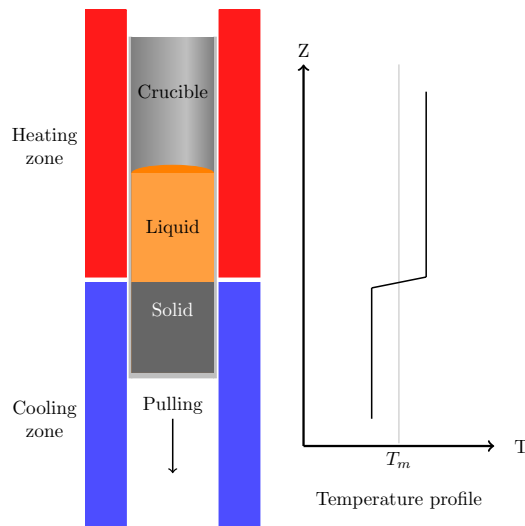 Z
Crucible
Heating
zone
Liquid
Solid
Cooling
zone
Pulling
T
T_m
Temperature profile